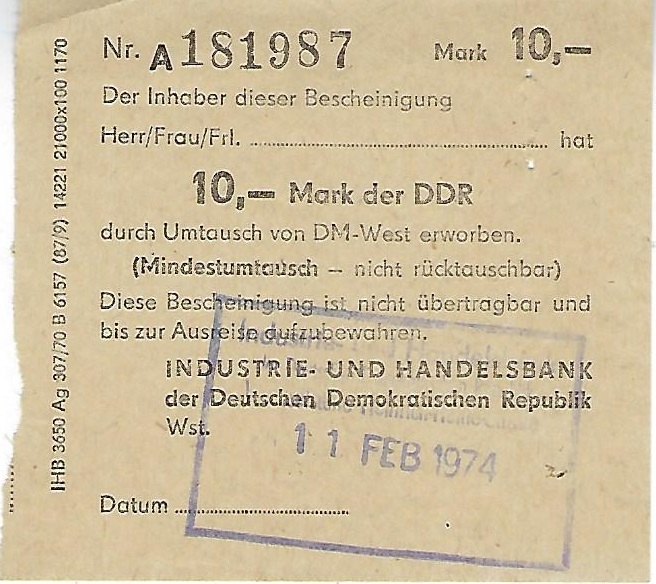 Nr. A181987 Mark 10,—
Der Inhaber dieser Bescheinigung
Herr/Frau/Frl. ........................................ hat
10,— Mark der DDR
durch Umtausch von DM-West erworben.
(Mindestumtausch – nicht rücktauschbar)
Diese Bescheinigung ist nicht übertragbar und
bis zur Ausreise aufzubewahren.
INDUSTRIE- UND HANDELSBANK
der Deutschen Demokratischen Republik
Wst.
11 FEB 1974
Datum ........................
IHB 3650 Ag 307/70 B 6157 (87/9) 14221 21000x100 1170